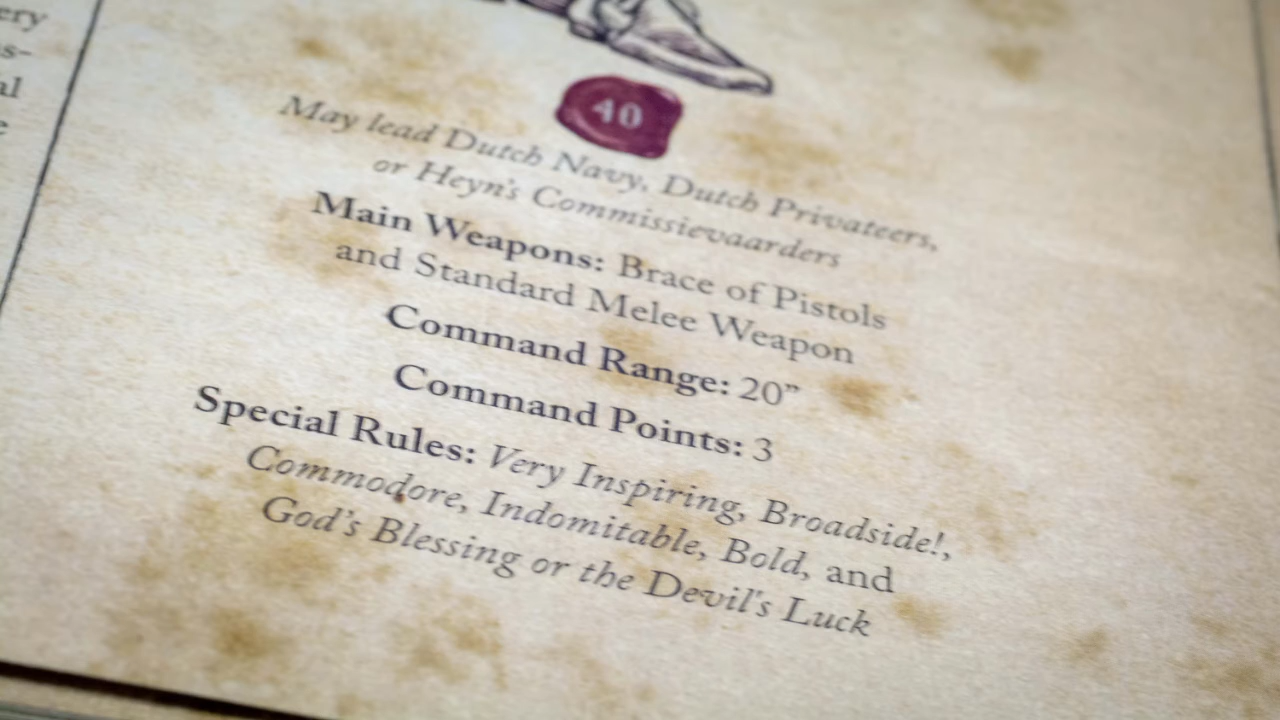 ery
s-
al
e
40
May lead Dutch Navy, Dutch Privateers,
or Heyn's Commissievaarders
Main Weapons: Brace of Pistols
and Standard Melee Weapon
Command Range: 20”
Command Points: 3
Special Rules: Very Inspiring, Broadside!,
Commodore, Indomitable, Bold, and
God’s Blessing or the Devil's Luck